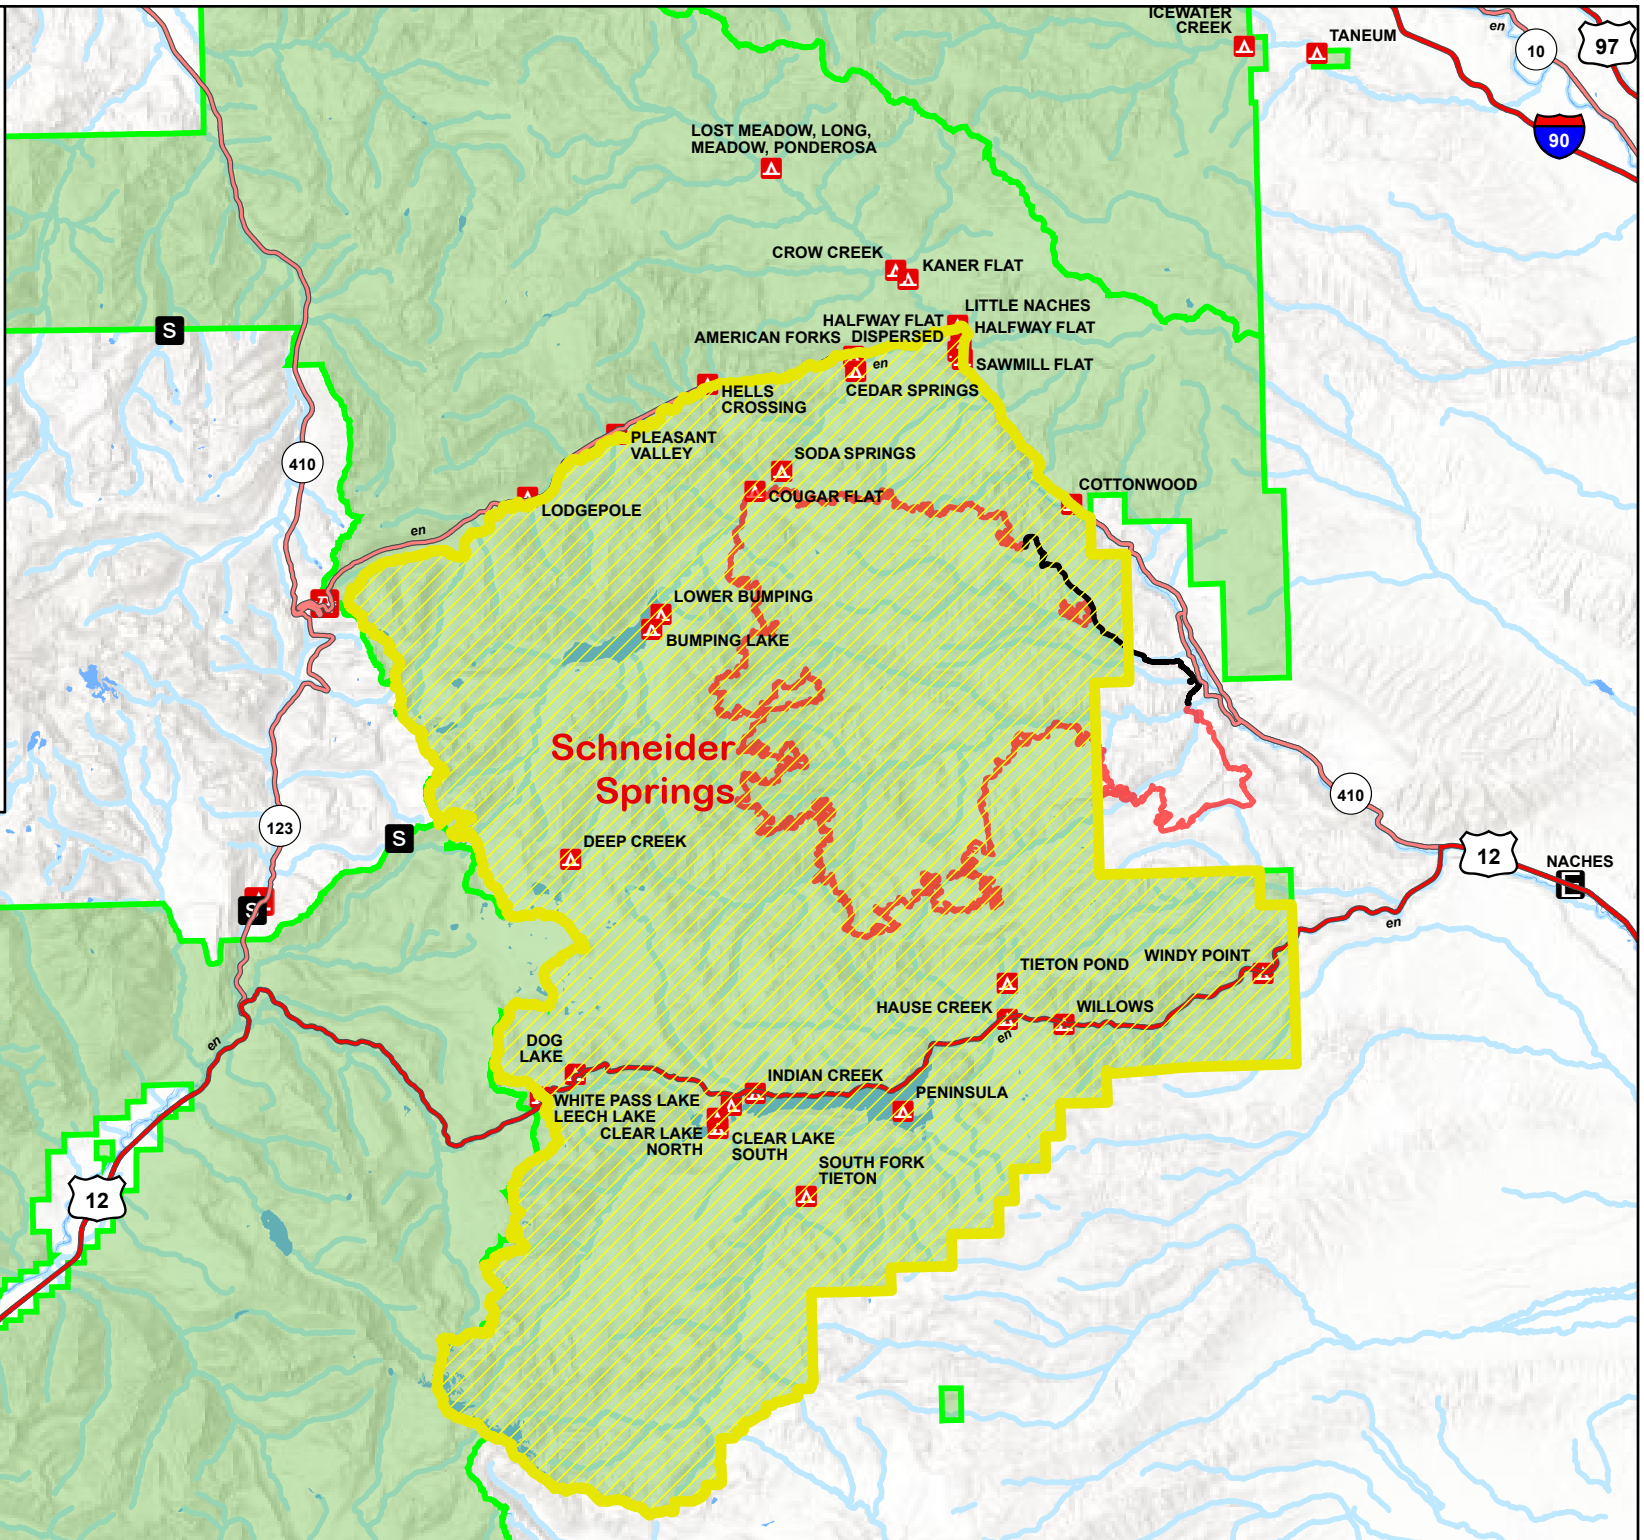 ICEWATER
CREEK
TANEUM
en
10
97
90
LOST MEADOW, LONG,
MEADOW, PONDEROSA
CROW CREEK
KANER FLAT
LITTLE NACHES
HALFWAY FLAT
DISPERSED
HALFWAY FLAT
AMERICAN FORKS
en
SAWMILL FLAT
CEDAR SPRINGS
HELLS
CROSSING
PLEASANT
VALLEY
SODA SPRINGS
COUGAR FLAT
COTTONWOOD
LODGEPOLE
en
S
410
LOWER BUMPING
BUMPING LAKE
Schneider
Springs
410
123
S
DEEP CREEK
12
NACHES
S
en
WINDY POINT
TIETON POND
HAUSE CREEK
WILLOWS
en
en
DOG
LAKE
INDIAN CREEK
PENINSULA
WHITE PASS LAKE
LEECH LAKE
CLEAR LAKE
NORTH
CLEAR LAKE
SOUTH
SOUTH FORK
TIETON
12